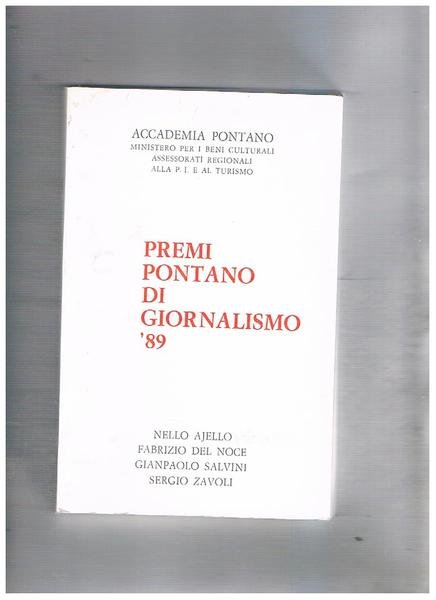 ACCADEMIA PONTANO
MINISTERO PER I BENI CULTURALI
ASSESSORATI REGIONALI
ALLA P. I. E AL TURISMO
PREMI
PONTANO
DI
GIORNALISMO
'89
NELLO AJELLO
FABRIZIO DEL NOCE
GIANPAOLO SALVINI
SERGIO ZAVOLI